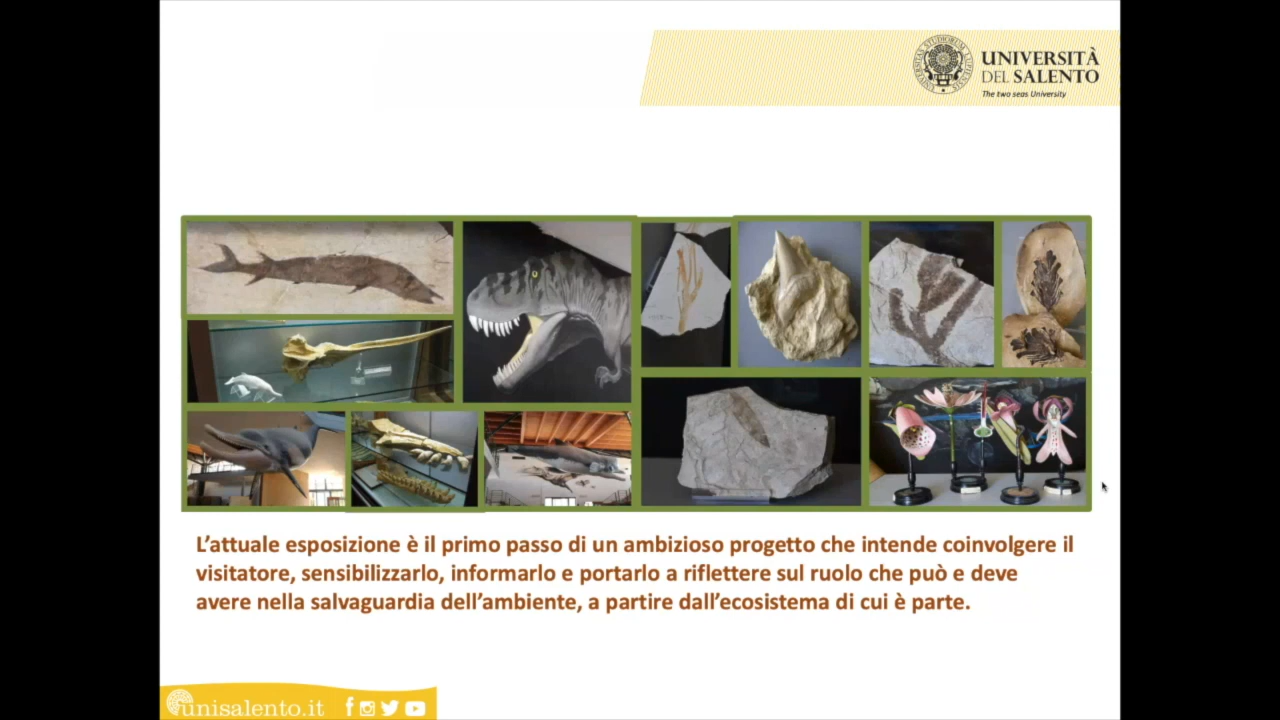 UNIVERSITÀ
DEL SALENTO
The two seas University
L'attuale esposizione è il primo passo di un ambizioso progetto che intende coinvolgere il
visitatore, sensibilizzarlo, informarlo e portarlo a riflettere sul ruolo che può e deve
avere nella salvaguardia dell'ambiente, a partire dall'ecosistema di cui è parte.
unisalento.it